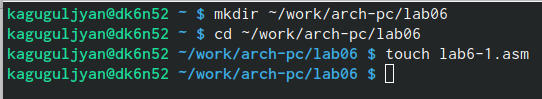 kaguguljyan@dk6n52 ~ $ mkdir ~/work/arch-pc/lab06
kaguguljyan@dk6n52 ~ $ cd ~/work/arch-pc/lab06
kaguguljyan@dk6n52 ~/work/arch-pc/lab06 $ touch lab6-1.asm
kaguguljyan@dk6n52 ~/work/arch-pc/lab06 $